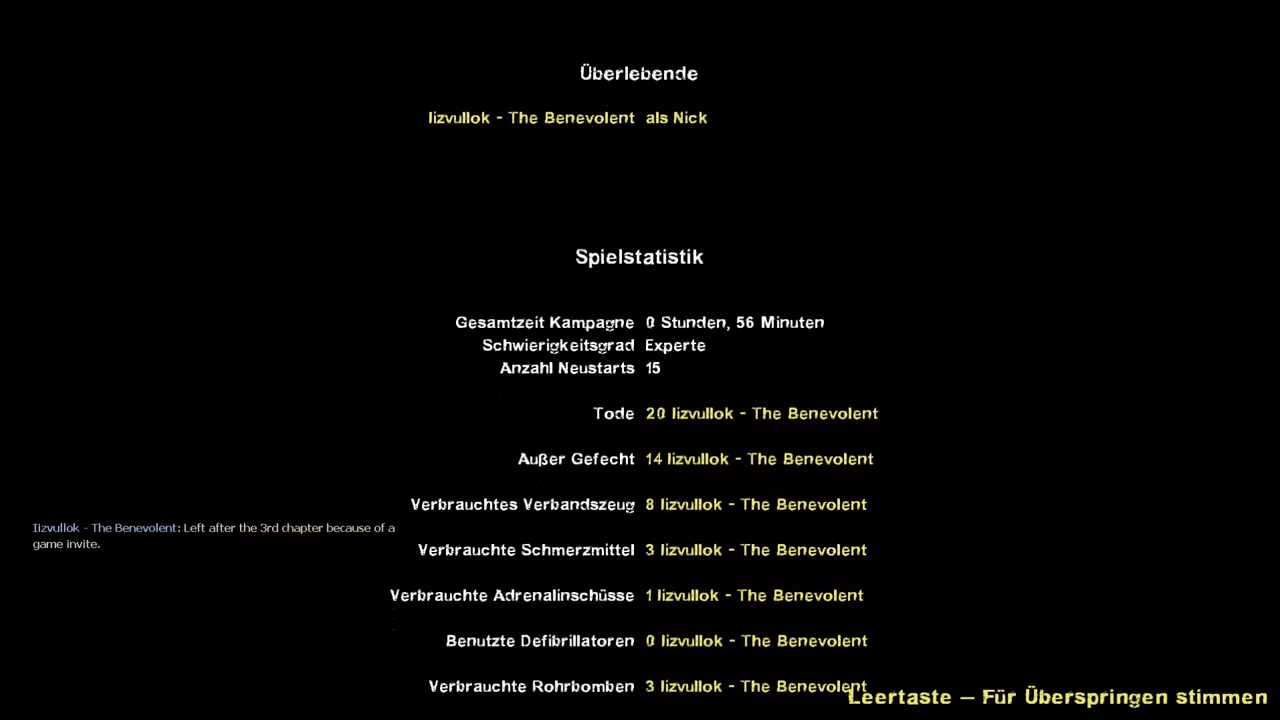 Überlebende
Iizvullok - The Benevolent als Nick
Spielstatistik
Gesamtzeit Kampagne 0 Stunden, 56 Minuten
Schwierigkeitsgrad Experte
Anzahl Neustarts 15
Tode 20 Iizvullok - The Benevolent
Außer Gefecht 14 Iizvullok - The Benevolent
Verbrauchtes Verbandszeug 8 Iizvullok - The Benevolent
Iizvullok - The Benevolent: Left after the 3rd chapter because of a
game invite.
Verbrauchte Schmerzmittel 3 Iizvullok - The Benevolent
Verbrauchte Adrenalinschüsse 1 Iizvullok - The Benevolent
Benutzte Defibrillatoren 0 Iizvullok - The Benevolent
Verbrauchte Rohrbomben 3 Iizvullok - The Benevolent
Leertaste – Für Überspringen stimmen